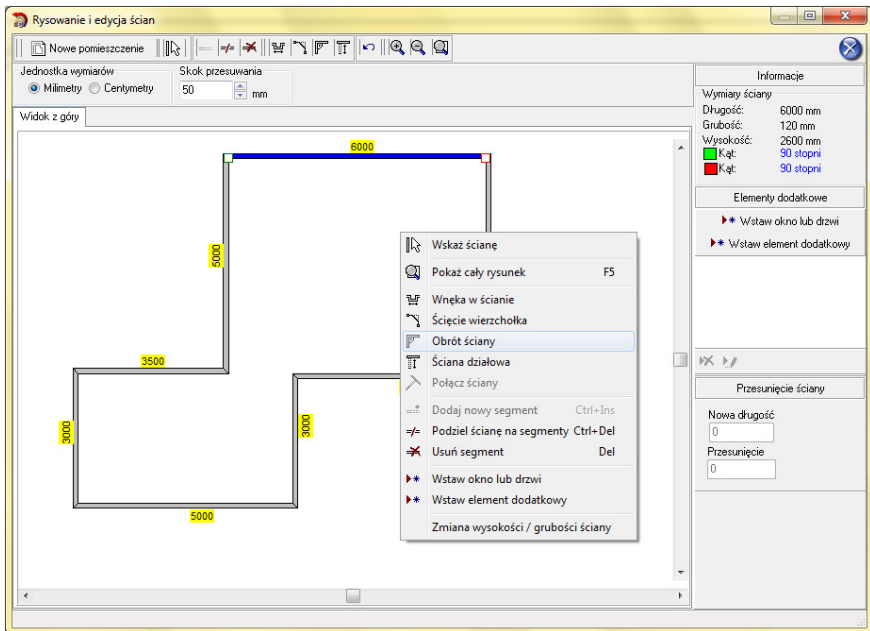 Rysowanie i edycja ścian
Nowe pomieszczenie
Jednostka wymiarów
Skok przesuwania
Milimetry
Centymetry
50
mm
Widok z góry
6000
5000
3500
3000
3000
5000
Wskaż ścianę
Pokaż cały rysunek F5
Wnęka w ścianie
Ścięcie wierzchołka
Obrót ściany
Ściana działowa
Połącz ściany
Dodaj nowy segment Ctrl+Ins
Podziel ścianę na segmenty Ctrl+Del
Usuń segment Del
Wstaw okno lub drzwi
Wstaw element dodatkowy
Zmiana wysokości / grubości ściany
Informacje
Wymiary ściany
Długość: 6000 mm
Grubość: 120 mm
Wysokość: 2600 mm
Kąt: 90 stopni
Kąt: 90 stopni
Elementy dodatkowe
Wstaw okno lub drzwi
Wstaw element dodatkowy
Przesunięcie ściany
Nowa długość
0
Przesunięcie
0